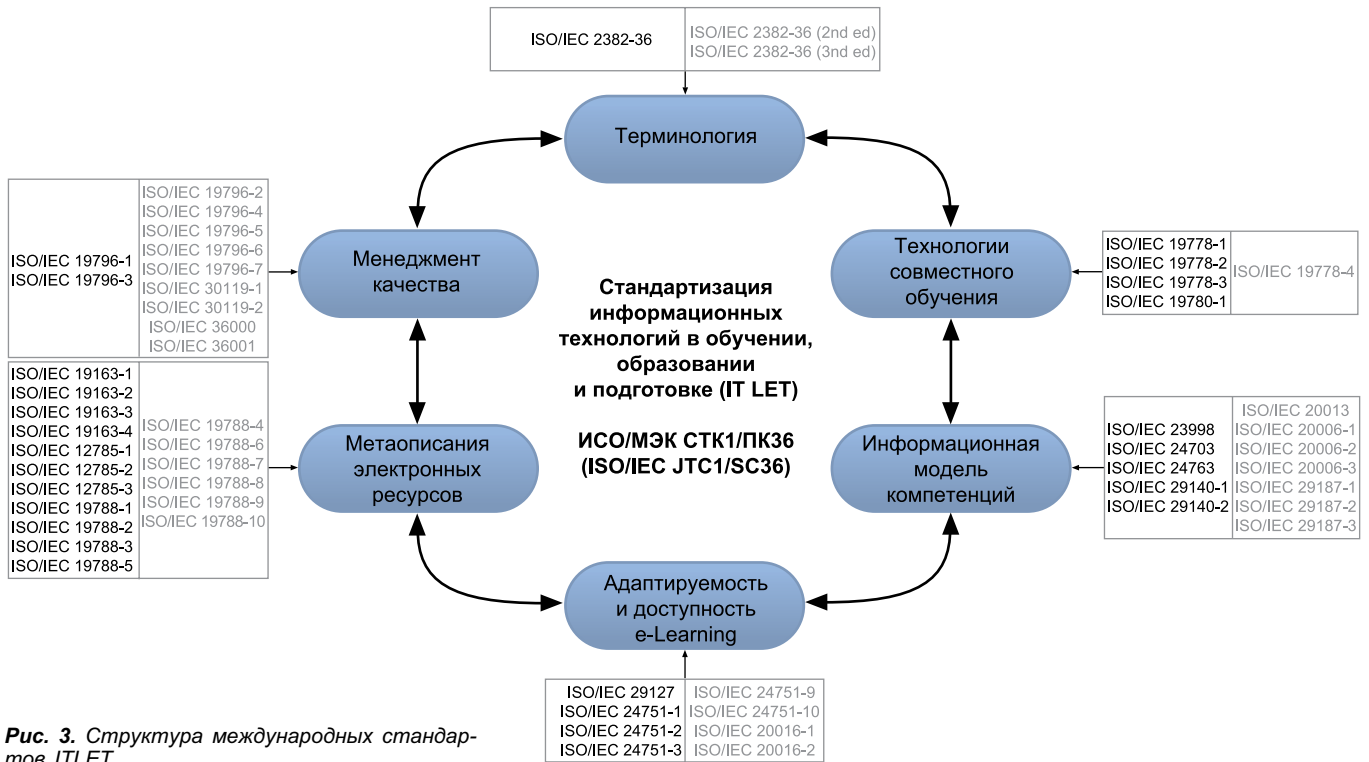 ISO/IEC 2382-36
ISO/IEC 2382-36 (2nd ed)
ISO/IEC 2382-36 (3nd ed)
Терминология
ISO/IEC 19796-1
ISO/IEC 19796-3
ISO/IEC 19796-2
ISO/IEC 19796-4
ISO/IEC 19796-5
ISO/IEC 19796-6
ISO/IEC 19796-7
ISO/IEC 30119-1
ISO/IEC 30119-2
ISO/IEC 36000
ISO/IEC 36001
Менеджмент
качества
Технологии
совместного
обучения
ISO/IEC 19778-1
ISO/IEC 19778-2
ISO/IEC 19778-3
ISO/IEC 19780-1
ISO/IEC 19778-4
Стандартизация
информационных
технологий в обучении,
образовании
и подготовке (IT LET)
ИСО/МЭК СТК1/ПК36
(ISO/IEC JTC1/SC36)
ISO/IEC 19163-1
ISO/IEC 19163-2
ISO/IEC 19163-3
ISO/IEC 19163-4
ISO/IEC 12785-1
ISO/IEC 12785-2
ISO/IEC 12785-3
ISO/IEC 19788-1
ISO/IEC 19788-2
ISO/IEC 19788-3
ISO/IEC 19788-5
ISO/IEC 19788-4
ISO/IEC 19788-6
ISO/IEC 19788-7
ISO/IEC 19788-8
ISO/IEC 19788-9
ISO/IEC 19788-10
Метаописания
электронных
ресурсов
Информационная
модель
компетенций
ISO/IEC 23998
ISO/IEC 24703
ISO/IEC 24763
ISO/IEC 29140-1
ISO/IEC 29140-2
ISO/IEC 20013
ISO/IEC 20006-1
ISO/IEC 20006-2
ISO/IEC 20006-3
ISO/IEC 29187-1
ISO/IEC 29187-2
ISO/IEC 29187-3
Адаптируемость
и доступность
e-Learning
ISO/IEC 29127
ISO/IEC 24751-1
ISO/IEC 24751-2
ISO/IEC 24751-3
ISO/IEC 24751-9
ISO/IEC 24751-10
ISO/IEC 20016-1
ISO/IEC 20016-2
Рис. 3. Структура международных стандар-
тов ITLET